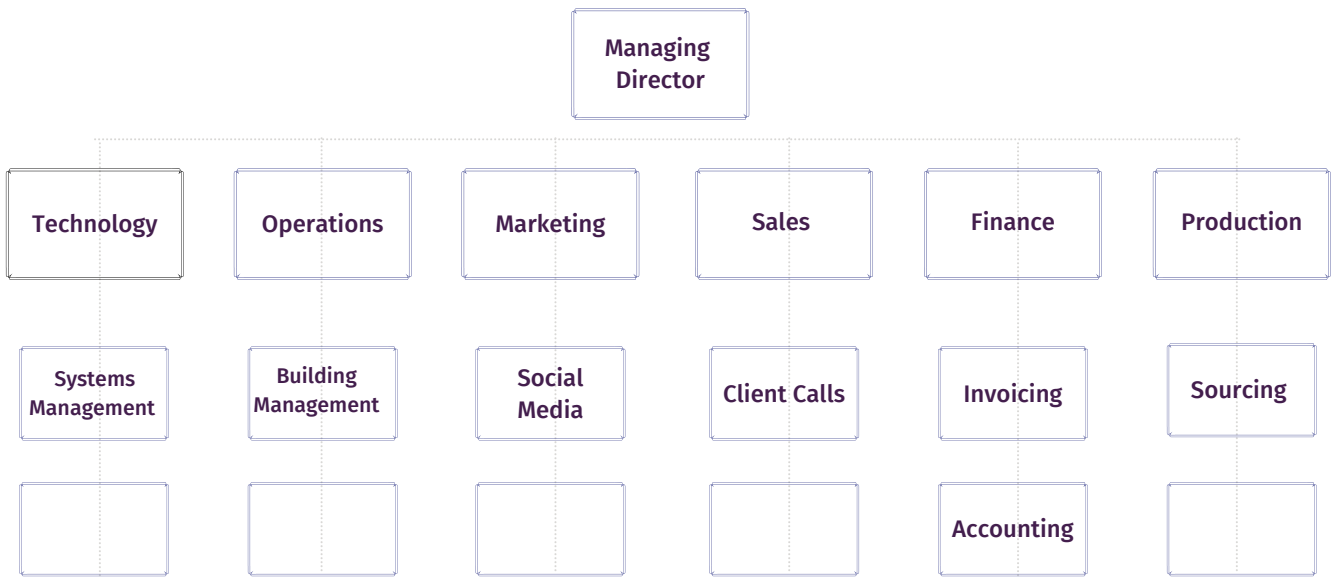 Managing
Director
Technology
Operations
Marketing
Sales
Finance
Production
Systems
Management
Building
Management
Social
Media
Client Calls
Invoicing
Sourcing
Accounting